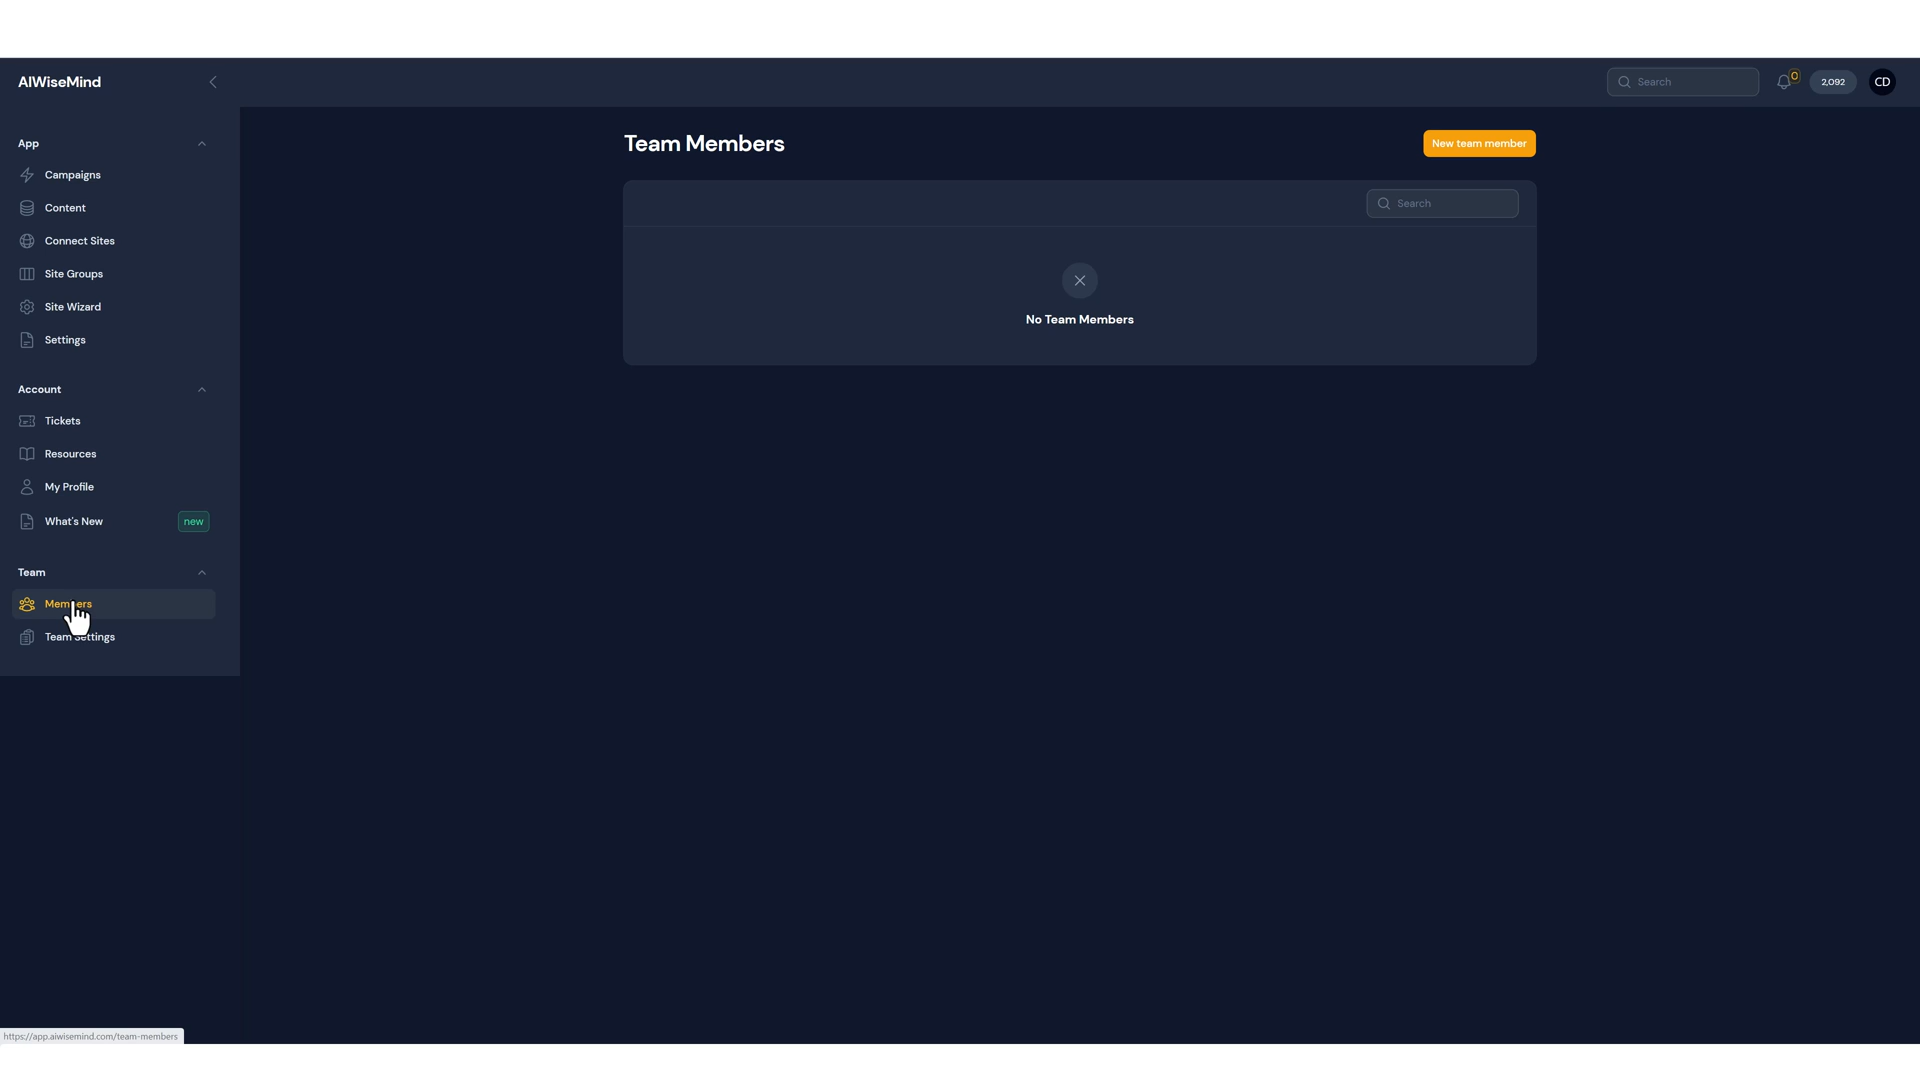 AIWiseMind
Search
0
2,092
CD
App
Campaigns
Content
Connect Sites
Site Groups
Site Wizard
Settings
Account
Tickets
Resources
My Profile
What's New
new
Team
Members
Team Settings
Team Members
New team member
Search
No Team Members
https://app.aiwisemind.com/team-members